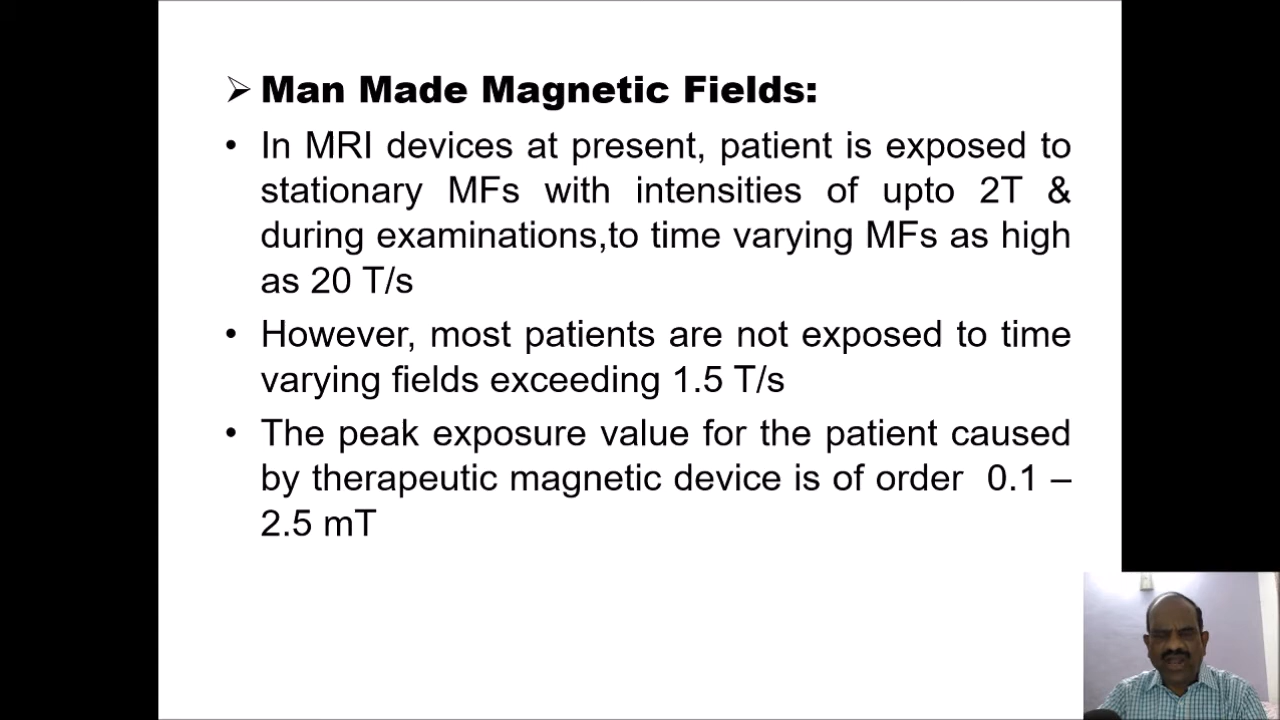 ➢ Man Made Magnetic Fields:
• In MRI devices at present, patient is exposed to
stationary MFs with intensities of upto 2T &
during examinations,to time varying MFs as high
as 20 T/s
• However, most patients are not exposed to time
varying fields exceeding 1.5 T/s
• The peak exposure value for the patient caused
by therapeutic magnetic device is of order 0.1 –
2.5 mT